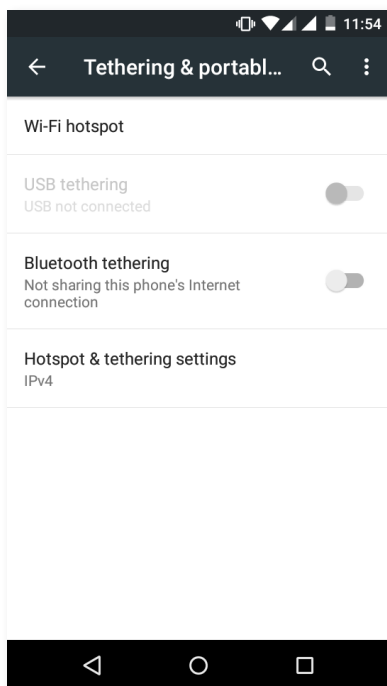 11:54
Tethering & portabl...
Wi-Fi hotspot
USB tethering
USB not connected
Bluetooth tethering
Not sharing this phone's Internet
connection
Hotspot & tethering settings
IPv4